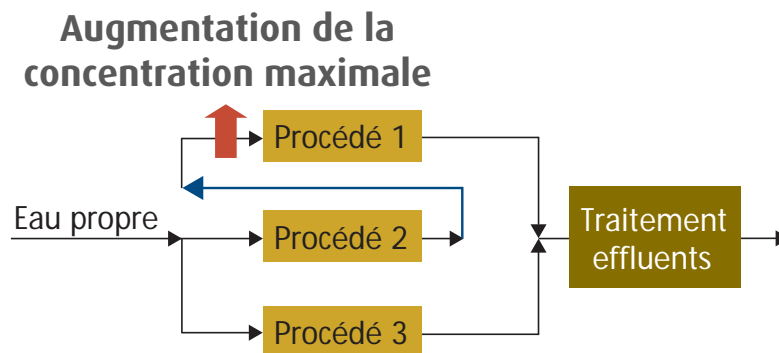 Augmentation de la
concentration maximale
Procédé 1
Eau propre
Procédé 2
Traitement
effluents
Procédé 3